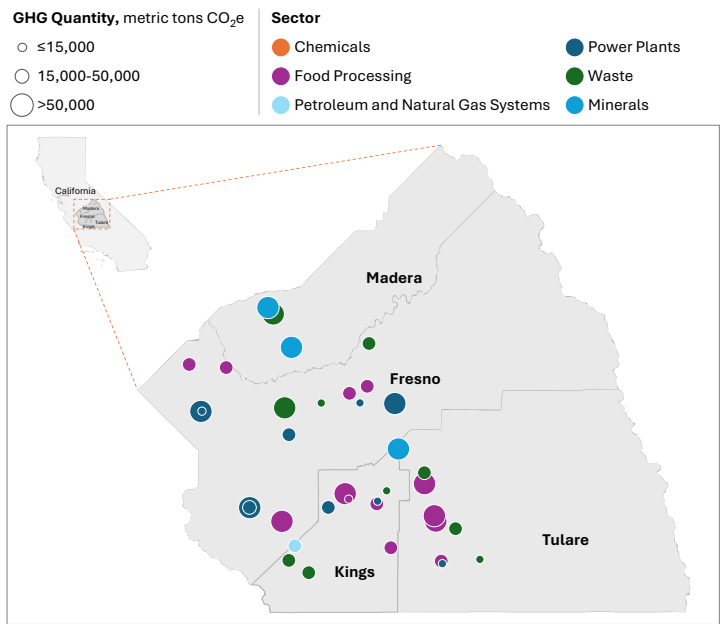 GHG Quantity, metric tons CO₂e
≤15,000
15,000-50,000
>50,000
Sector
Chemicals
Food Processing
Petroleum and Natural Gas Systems
Power Plants
Waste
Minerals
California
Madera
Fresno
Tulare
Kings
Madera
Fresno
Tulare
Kings